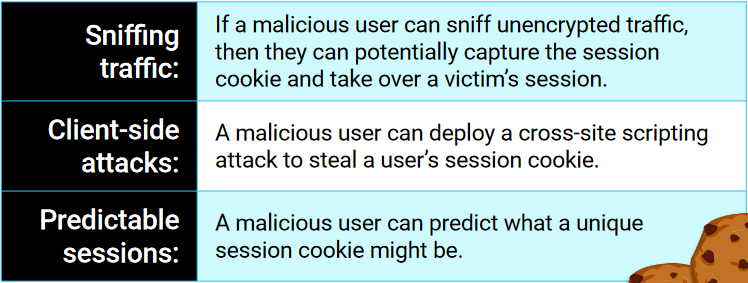 Sniffing
traffic:
If a malicious user can sniff unencrypted traffic,
then they can potentially capture the session
cookie and take over a victim’s session.
Client-side
attacks:
A malicious user can deploy a cross-site scripting
attack to steal a user’s session cookie.
Predictable
sessions:
A malicious user can predict what a unique
session cookie might be.